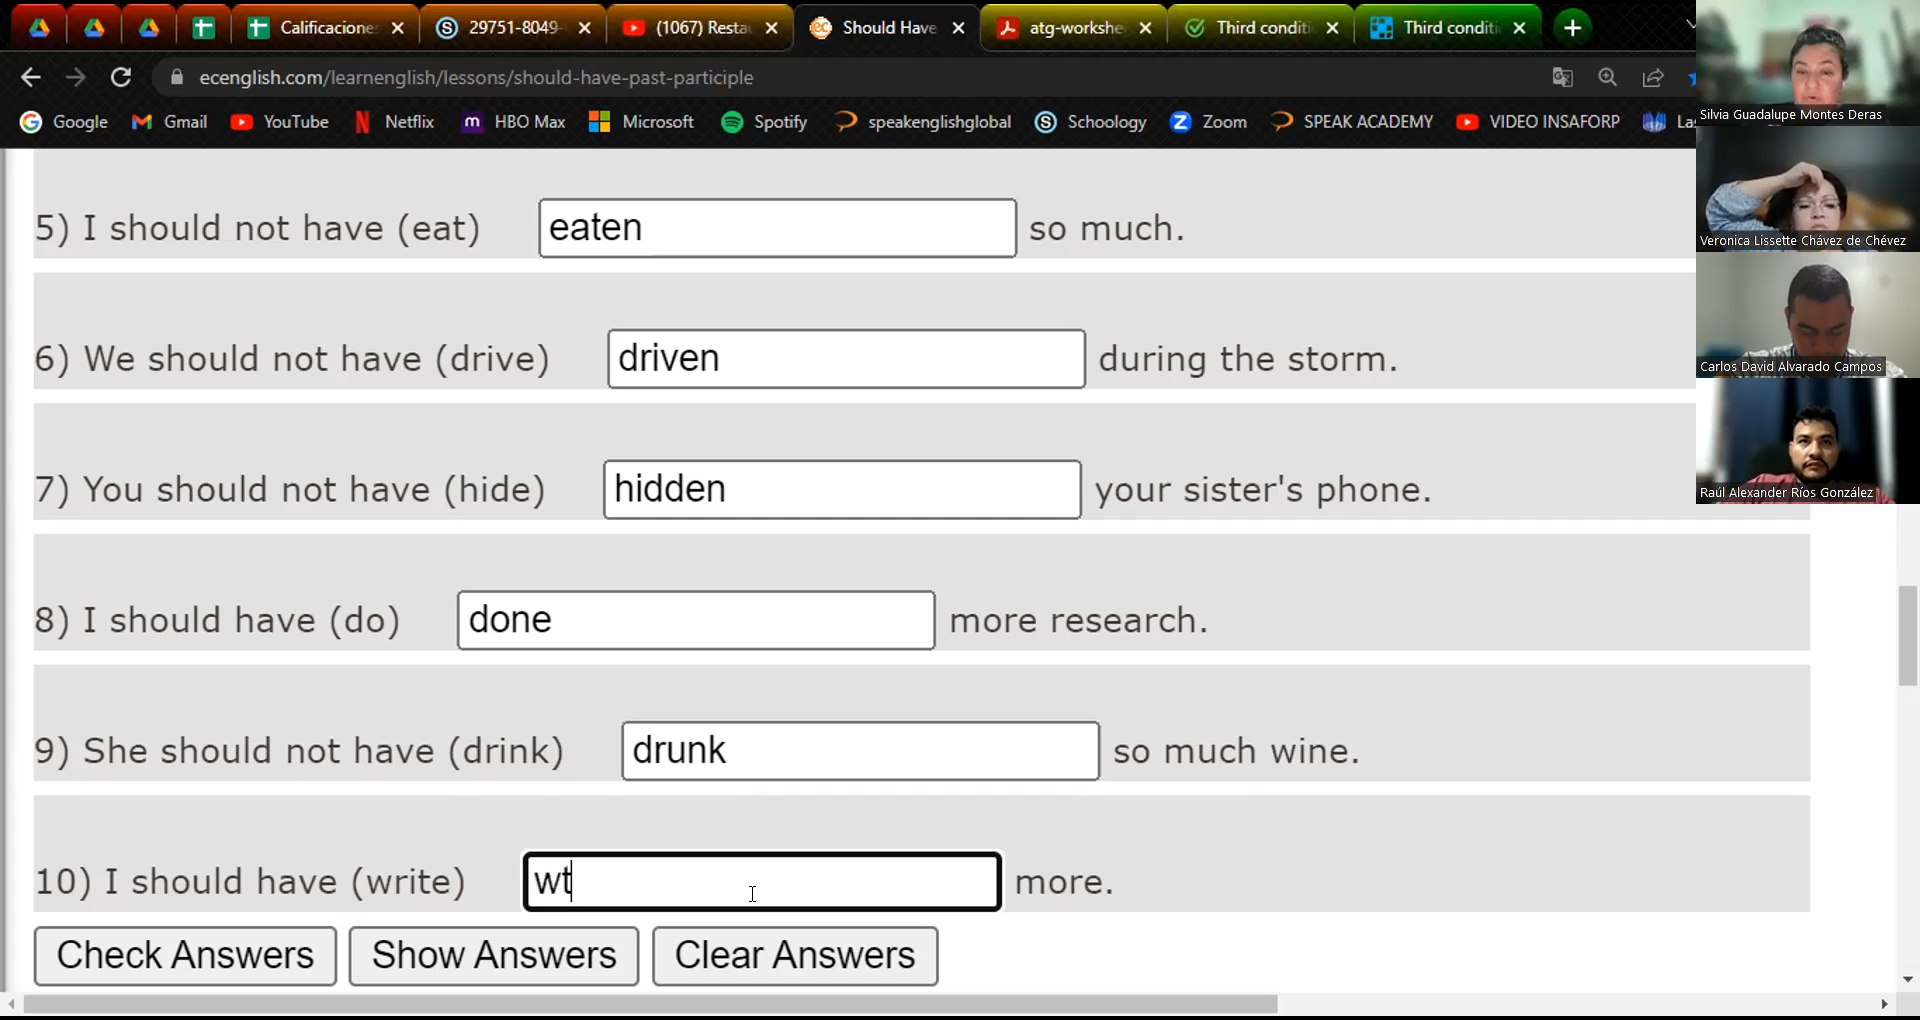 Calificacione
29751-8049-
(1067) Resta
Should Have
atg-workshe
Third conditi
Third conditi
ecenglish.com/learnenglish/lessons/should-have-past-participle
Google Gmail YouTube Netflix HBO Max Microsoft Spotify speakenglishglobal Schoology Zoom SPEAK ACADEMY VIDEO INSAFORP La
Silvia Guadalupe Montes Deras
Veronica Lissette Chávez de Chévez
Carlos David Alvarado Campos
Raúl Alexander Ríos González
5) I should not have (eat) eaten so much.
6) We should not have (drive) driven during the storm.
7) You should not have (hide) hidden your sister's phone.
8) I should have (do) done more research.
9) She should not have (drink) drunk so much wine.
10) I should have (write) wt more.
Check Answers Show Answers Clear Answers